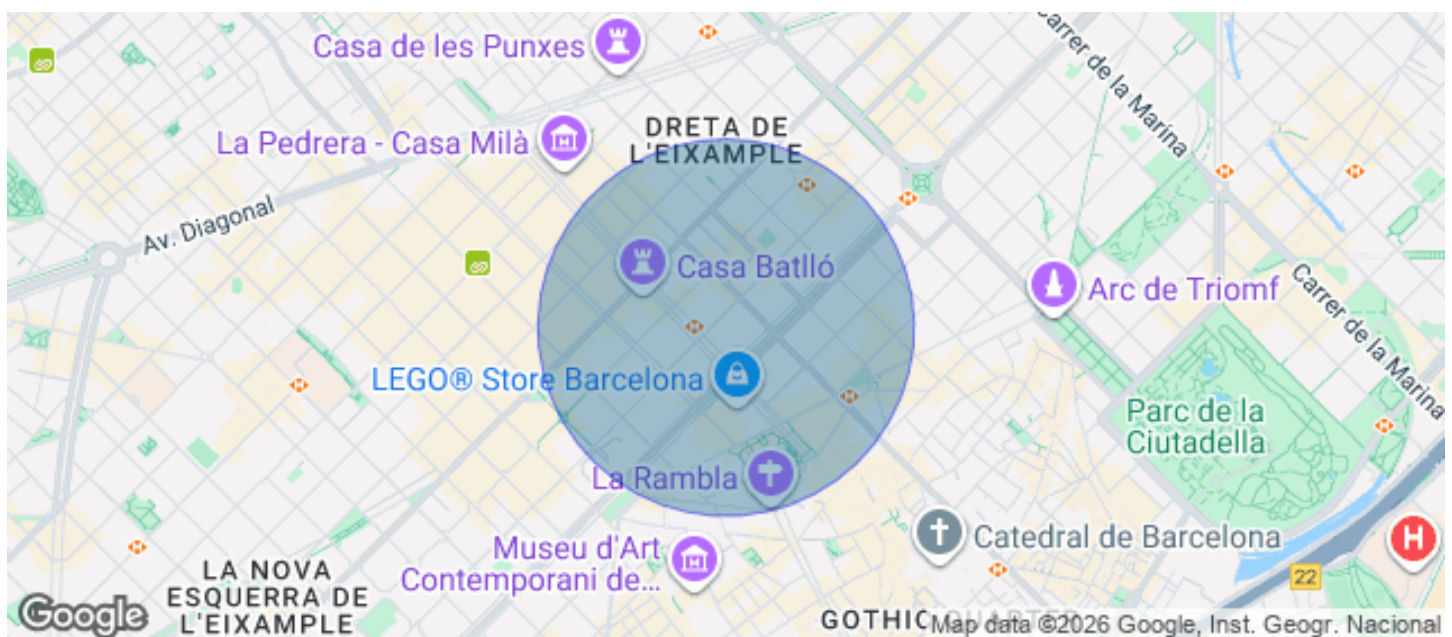 Casa de les Punxes
Carrer de la Marina
DRETA DE
L'EIXAMPLE
La Pedrera - Casa Milà
Av. Diagonal
Casa Batlló
Arc de Triomf
Carrer de la Marina
LEGO® Store Barcelona
Parc de la
Ciutadella
La Rambla
Catedral de Barcelona
Museu d'Art
Contemporani de...
H
22
LA NOVA
ESQUERRA DE
L'EIXAMPLE
Google
GOTHIC QUARTER
Map data ©2026 Google, Inst. Geogr. Nacional